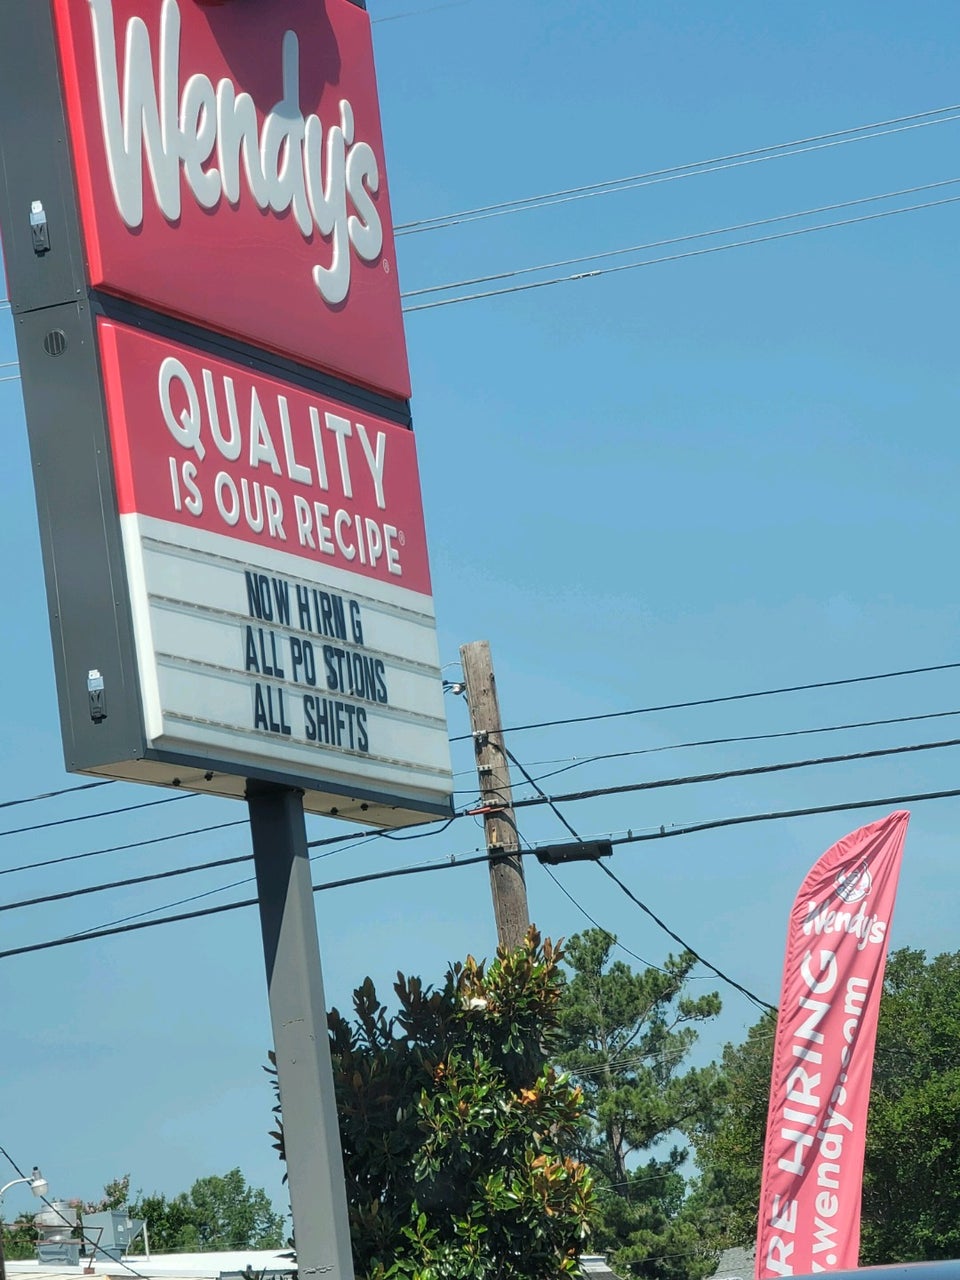 Wendy's
QUALITY
IS OUR RECIPE
NOW HIRN G
ALL PO STIONS
ALL SHIFTS
Wendy's
RE HIRING
.wendys.com